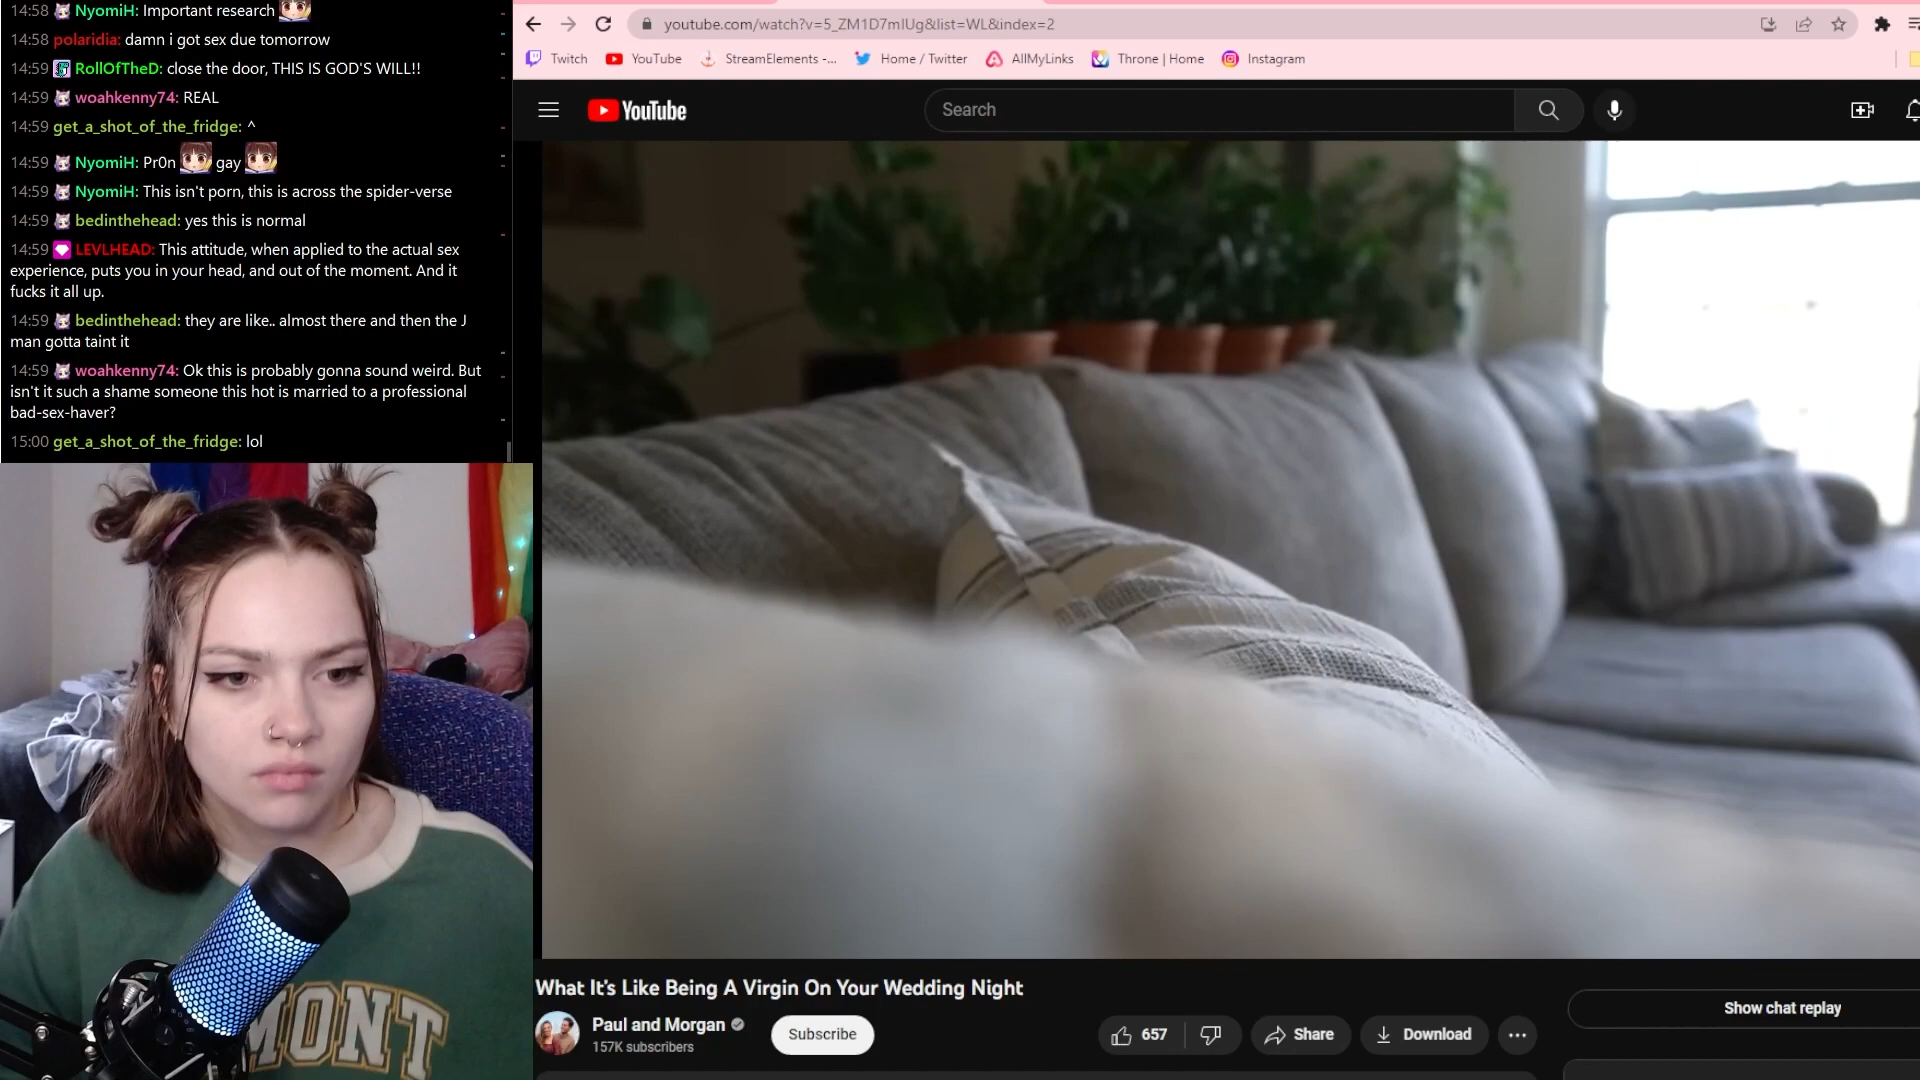 14:58 NyomiH: Important research
14:58 polaridia: damn i got sex due tomorrow
14:59 RollOfTheD: close the door, THIS IS GOD'S WILL!!
14:59 woahkenny74: REAL
14:59 get_a_shot_of_the_fridge: ^
14:59 NyomiH: Pr0n gay
14:59 NyomiH: This isn't porn, this is across the spider-verse
14:59 bedinthehead: yes this is normal
14:59 LEVLHEAD: This attitude, when applied to the actual sex
experience, puts you in your head, and out of the moment. And it
fucks it all up.
14:59 bedinthehead: they are like.. almost there and then the J
man gotta taint it
14:59 woahkenny74: Ok this is probably gonna sound weird. But
isn't it such a shame someone this hot is married to a professional
bad-sex-haver?
15:00 get_a_shot_of_the_fridge: lol
youtube.com/watch?v=5_ZM1D7mlUg&list=WL&index=2
Twitch YouTube StreamElements -... Home / Twitter AllMyLinks Throne | Home Instagram
YouTube
Search
MONT
What It's Like Being A Virgin On Your Wedding Night
Paul and Morgan
157K subscribers
Subscribe
657
Share
Download
Show chat replay